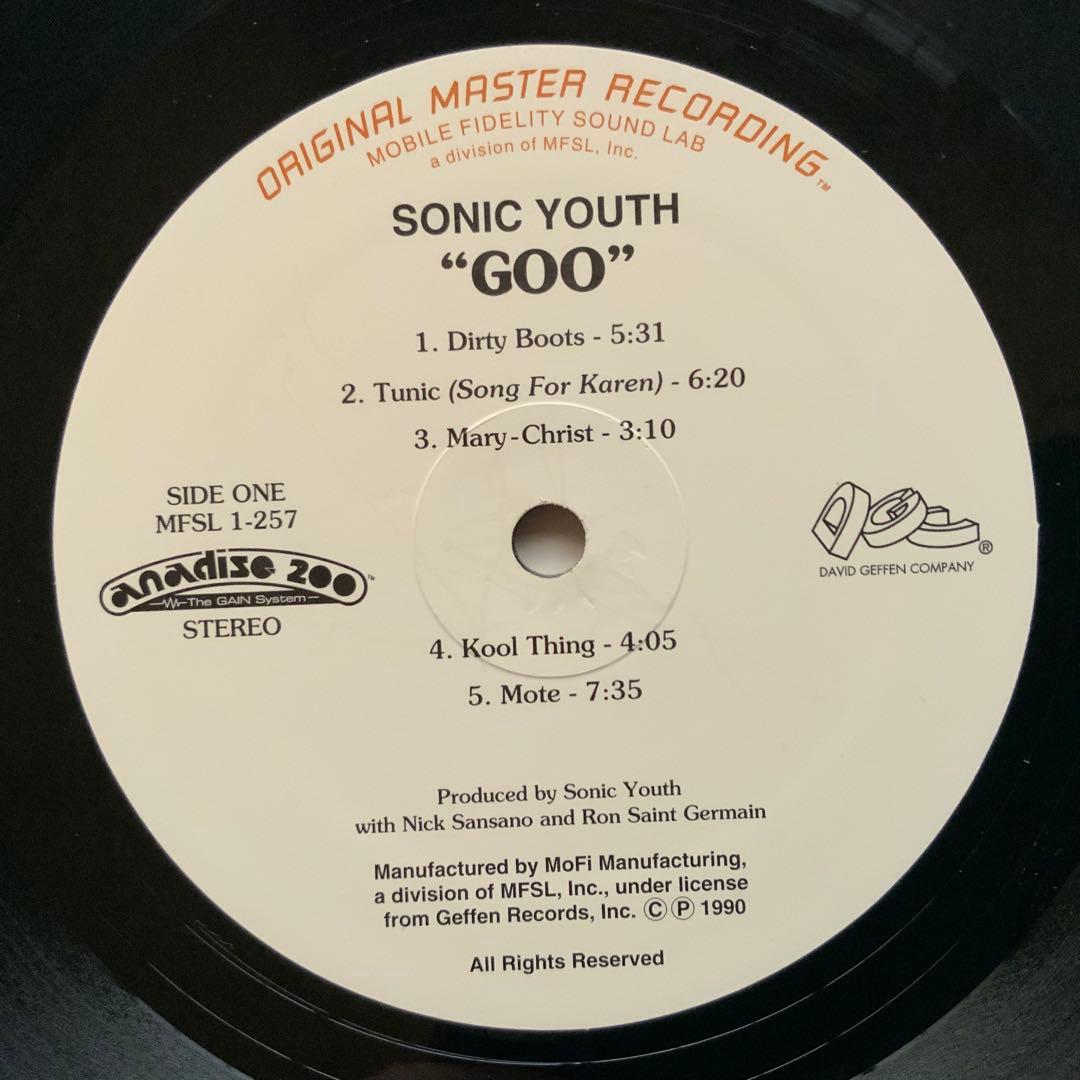 ORIGINAL MASTER RECORDING™
MOBILE FIDELITY SOUND LAB
a division of MFSL, Inc.
SONIC YOUTH
“GOO”
1. Dirty Boots - 5:31
2. Tunic (Song For Karen) - 6:20
3. Mary-Christ - 3:10
SIDE ONE
MFSL 1-257
anadisq 200™
The GAIN System
STEREO
DGC®
DAVID GEFFEN COMPANY
4. Kool Thing - 4:05
5. Mote - 7:35
Produced by Sonic Youth
with Nick Sansano and Ron Saint Germain
Manufactured by MoFi Manufacturing,
a division of MFSL, Inc., under license
from Geffen Records, Inc. Ⓒ Ⓟ 1990
All Rights Reserved